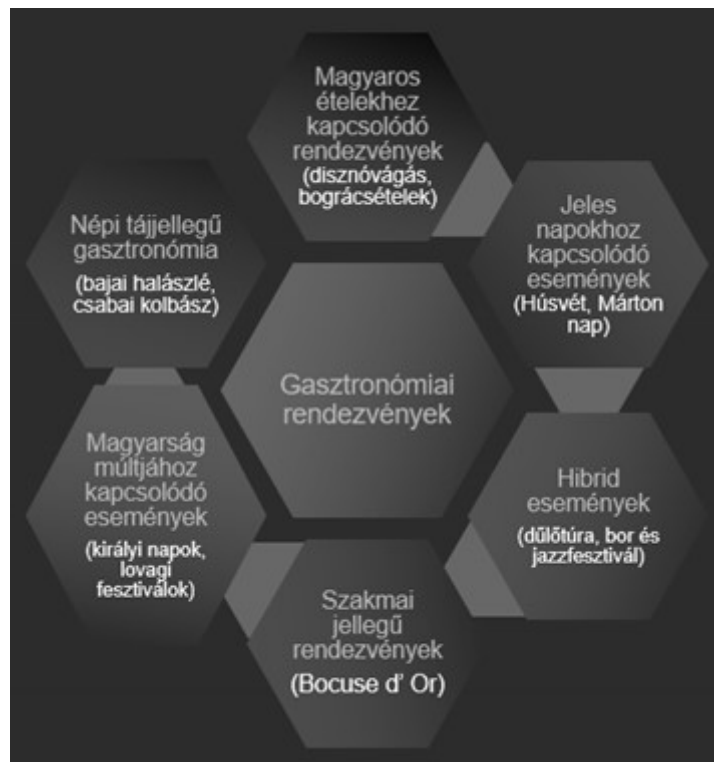 Magyaros
ételekhez
kapcsolódó
rendezvények
(disznóvágás,
bográcsételek)
Jeles
napokhoz
kapcsolódó
események
(Húsvét, Márton
nap)
Hibrid
események
(dűlőtúra, bor és
jazzfesztivál)
Szakmai
jellegű
rendezvények
(Bocuse d’ Or)
Magyarság
múltjához
kapcsolódó
események
(királyi napok,
lovagi
fesztiválok)
Népi tájjellegű
gasztronómia
(bajai halászlé,
csabai kolbász)
Gasztronómiai
rendezvények